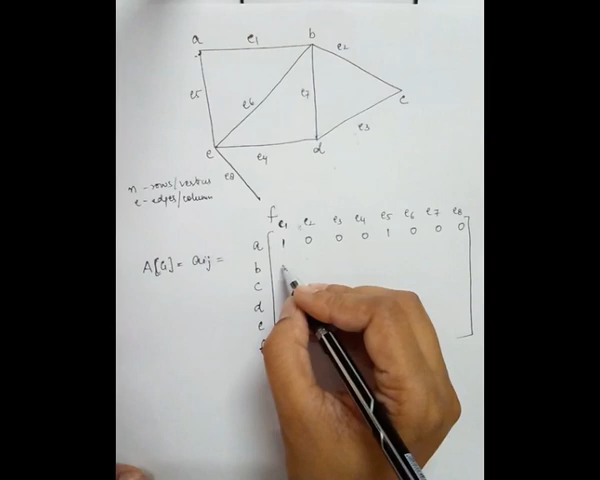 a e1 b e2
e5 e6 e7 c
e3
e e4 d
e8
n - rows/vertices
e - edges/column
f
e1 e2 e3 e4 e5 e6 e7 e8
a 1 0 0 0 1 0 0 0
A[G] = aij =
b
c
d
e